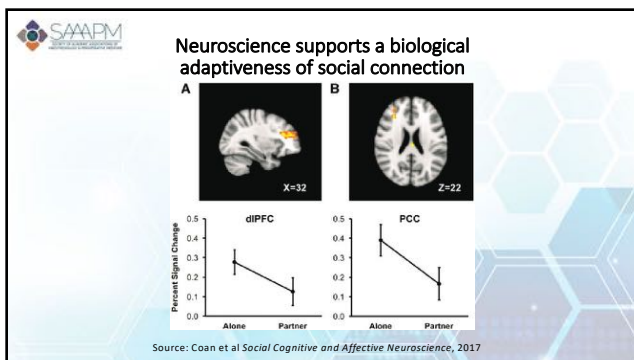 SAAAPM
Neuroscience supports a biological
adaptiveness of social connection
A
B
X=32
Z=22
dlPFC
PCC
Percent Signal Change
0.5
0.4
0.3
0.2
0.1
0.0
Alone
Partner
0.5
0.4
0.3
0.2
0.1
0.0
Alone
Partner
Source: Coan et al Social Cognitive and Affective Neuroscience, 2017